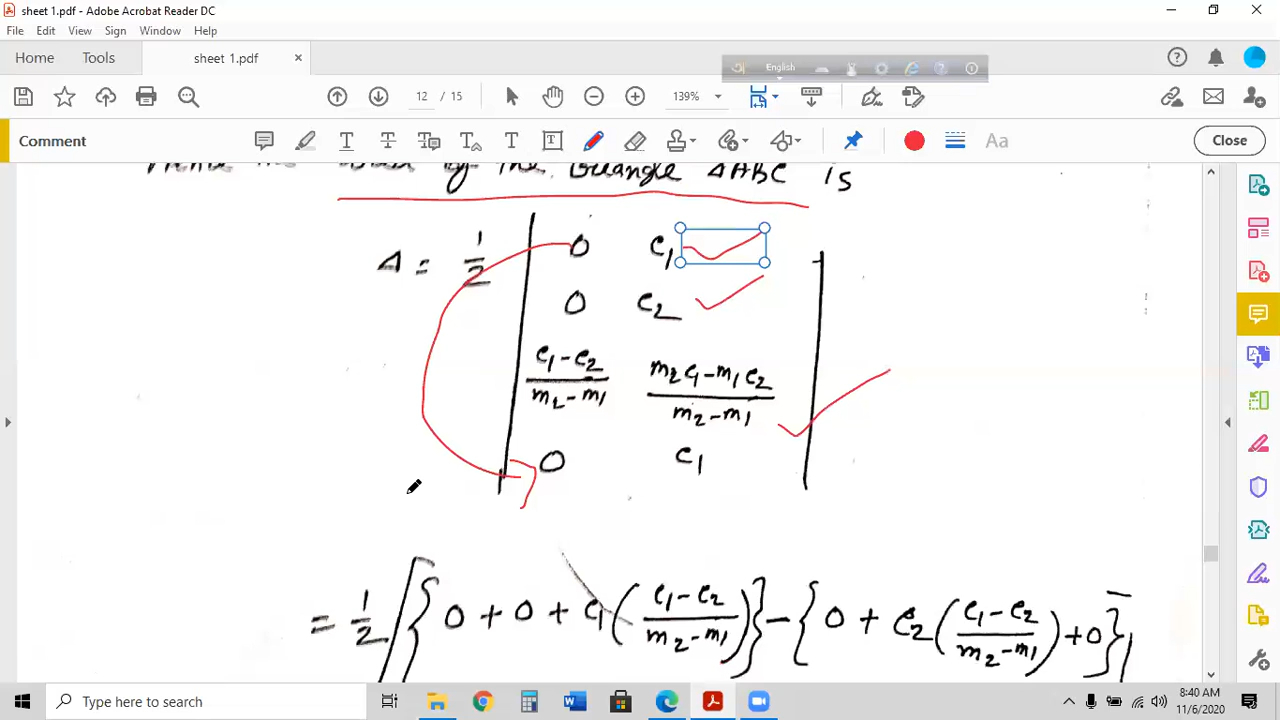 sheet 1.pdf - Adobe Acrobat Reader DC
File Edit View Sign Window Help
Home Tools sheet 1.pdf ×
English
12 / 15 139%
Comment Close
by the triangle ΔABC is
Δ = 1/2 | 0 c₁
0 c₂
(c₁-c₂)/(m₂-m₁) (m₂c₁-m₁c₂)/(m₂-m₁)
0 c₁ |
= 1/2 [{0 + 0 + c₁((c₁-c₂)/(m₂-m₁))} - {0 + c₂((c₁-c₂)/(m₂-m₁)) + 0}]
Type here to search
8:40 AM
11/6/2020